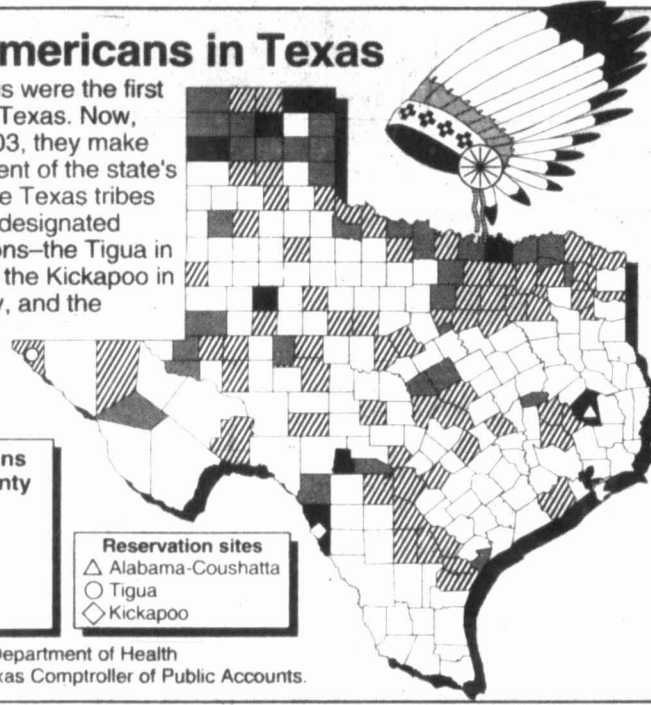 mericans in Texas
s were the first
Texas. Now,
03, they make
ent of the state's
e Texas tribes
designated
ons–the Tigua in
the Kickapoo in
y, and the
ns
nty
Reservation sites
Alabama-Coushatta
Tigua
Kickapoo
Department of Health
xas Comptroller of Public Accounts.